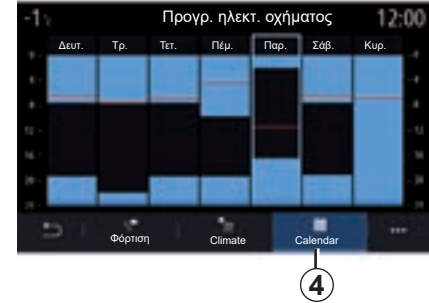 -1 Προγρ. ηλεκτ. οχήματος 12:00
Δευτ. Τρ. Τετ. Πέμ. Παρ. Σάβ. Κυρ.
Φόρτιση Climate Calendar
4